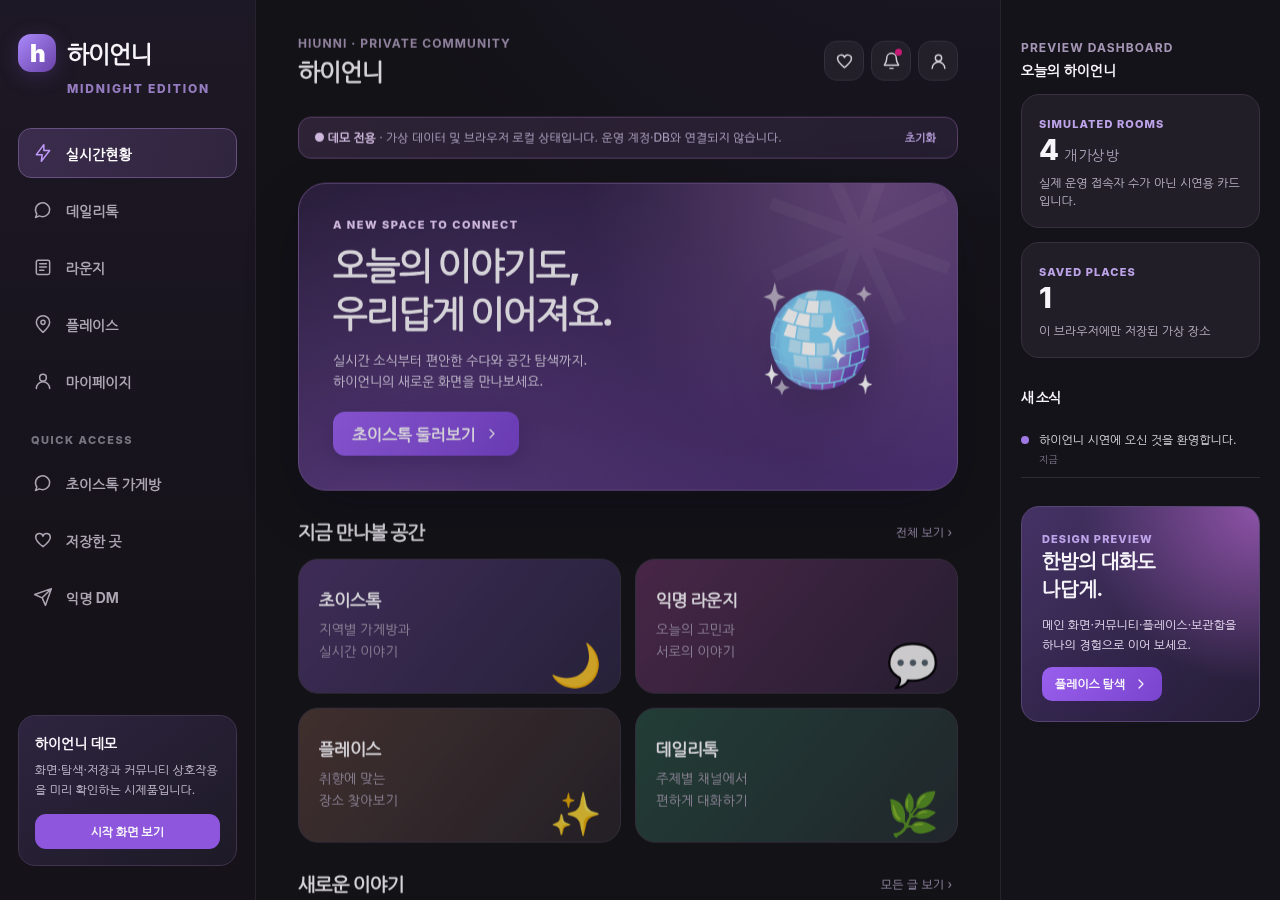 h 하이언니
MIDNIGHT EDITION
실시간현황
데일리톡
라운지
플레이스
마이페이지
QUICK ACCESS
초이스톡 가게방
저장한 곳
익명 DM
하이언니 데모
화면·탐색·저장과 커뮤니티 상호작용
을 미리 확인하는 시제품입니다.
시작 화면 보기
HIUNNI · PRIVATE COMMUNITY
하이언니
데모 전용 · 가상 데이터 및 브라우저 로컬 상태입니다. 운영 계정·DB와 연결되지 않습니다.
초기화
A NEW SPACE TO CONNECT
오늘의 이야기도,
우리답게 이어져요.
실시간 소식부터 편안한 수다와 공간 탐색까지.
하이언니의 새로운 화면을 만나보세요.
초이스톡 둘러보기
지금 만나볼 공간
전체 보기 ›
초이스톡
지역별 가게방과
실시간 이야기
익명 라운지
오늘의 고민과
서로의 이야기
플레이스
취향에 맞는
장소 찾아보기
데일리톡
주제별 채널에서
편하게 대화하기
새로운 이야기
모든 글 보기 ›
PREVIEW DASHBOARD
오늘의 하이언니
SIMULATED ROOMS
4 개 가상 방
실제 운영 접속자 수가 아닌 시연용 카드
입니다.
SAVED PLACES
1
이 브라우저에만 저장된 가상 장소
새 소식
하이언니 시연에 오신 것을 환영합니다.
지금
DESIGN PREVIEW
한밤의 대화도
나답게.
메인 화면·커뮤니티·플레이스·보관함을
하나의 경험으로 이어 보세요.
플레이스 탐색